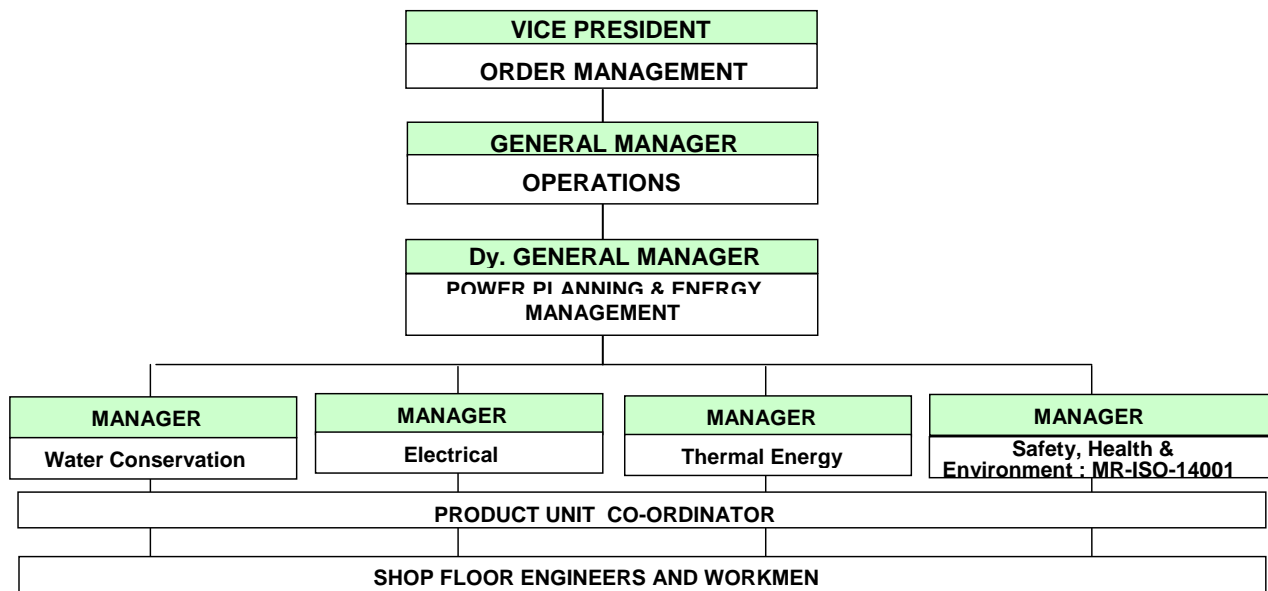 VICE PRESIDENT
ORDER MANAGEMENT
GENERAL MANAGER
OPERATIONS
Dy. GENERAL MANAGER
POWER PLANNING & ENERGY
MANAGEMENT
MANAGER
Water Conservation
MANAGER
Electrical
MANAGER
Thermal Energy
MANAGER
Safety, Health &
Environment : MR-ISO-14001
PRODUCT UNIT CO-ORDINATOR
SHOP FLOOR ENGINEERS AND WORKMEN